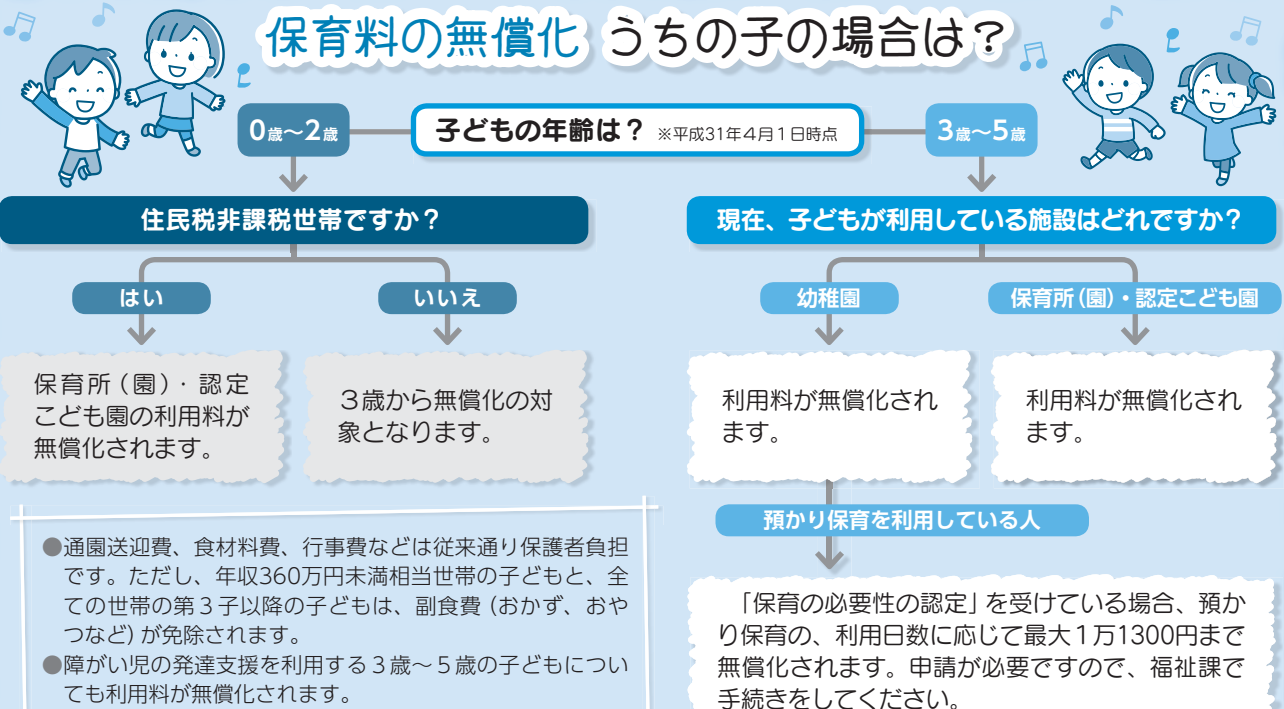 保育料の無償化 うちの子の場合は？
子どもの年齢は？ ※平成31年４月１日時点
0歳～2歳
住民税非課税世帯ですか？
はい
保育所（園）・認定
こども園の利用料が
無償化されます。
いいえ
３歳から無償化の対
象となります。
3歳～5歳
現在、子どもが利用している施設はどれですか？
幼稚園
利用料が無償化され
ます。
保育所（園）・認定こども園
利用料が無償化され
ます。
預かり保育を利用している人
「保育の必要性の認定」を受けている場合、預か
り保育の、利用日数に応じて最大１万1300円まで
無償化されます。申請が必要ですので、福祉課で
手続きをしてください。
●通園送迎費、食材料費、行事費などは従来通り保護者負担
です。ただし、年収360万円未満相当世帯の子どもと、全
ての世帯の第３子以降の子どもは、副食費（おかず、おや
つなど）が免除されます。
●障がい児の発達支援を利用する３歳～５歳の子どもについ
ても利用料が無償化されます。